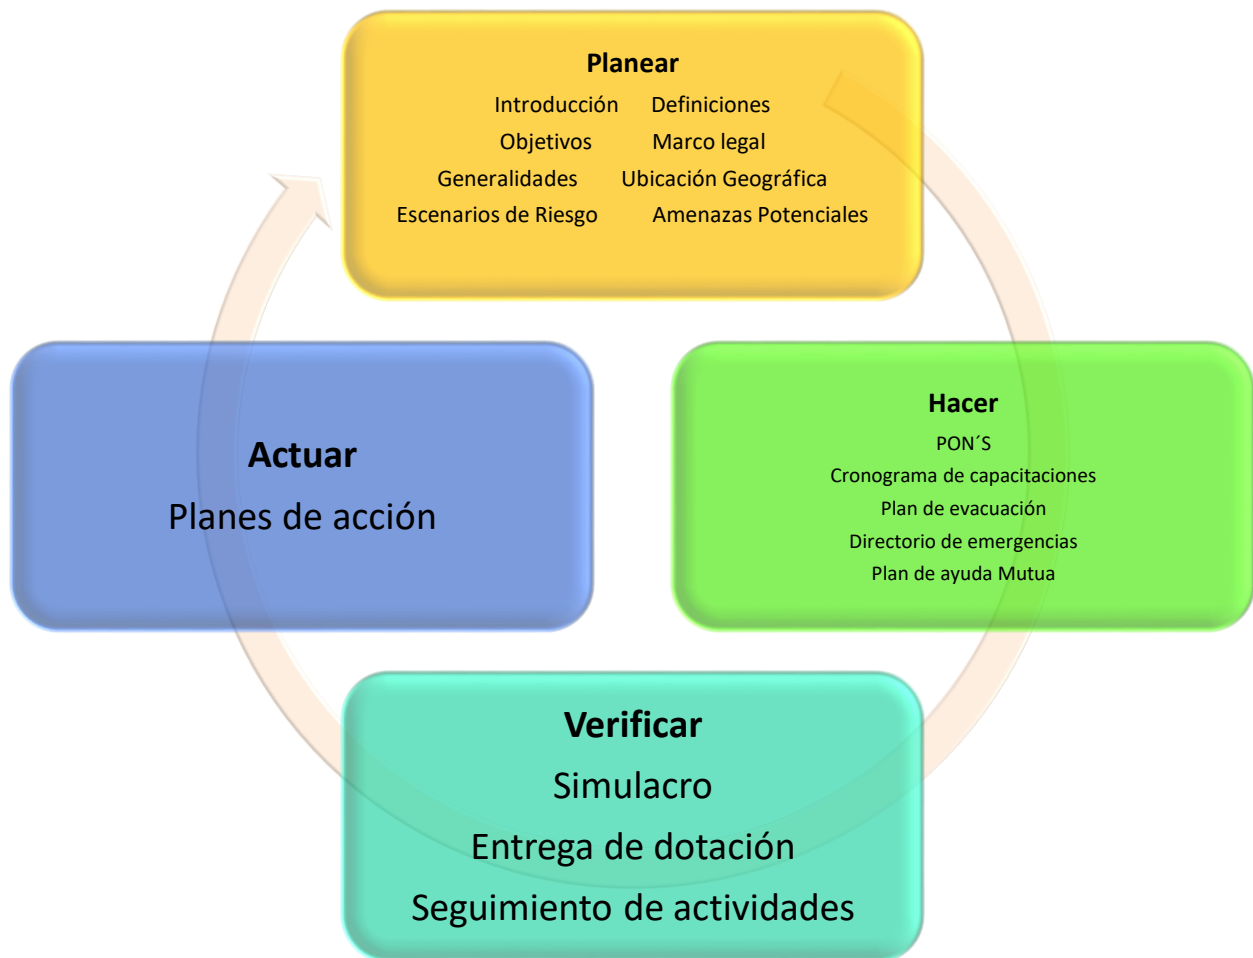 Planear
Introducción Definiciones
Objetivos Marco legal
Generalidades Ubicación Geográfica
Escenarios de Riesgo Amenazas Potenciales
Hacer
PON´S
Cronograma de capacitaciones
Plan de evacuación
Directorio de emergencias
Plan de ayuda Mutua
Verificar
Simulacro
Entrega de dotación
Seguimiento de actividades
Actuar
Planes de acción